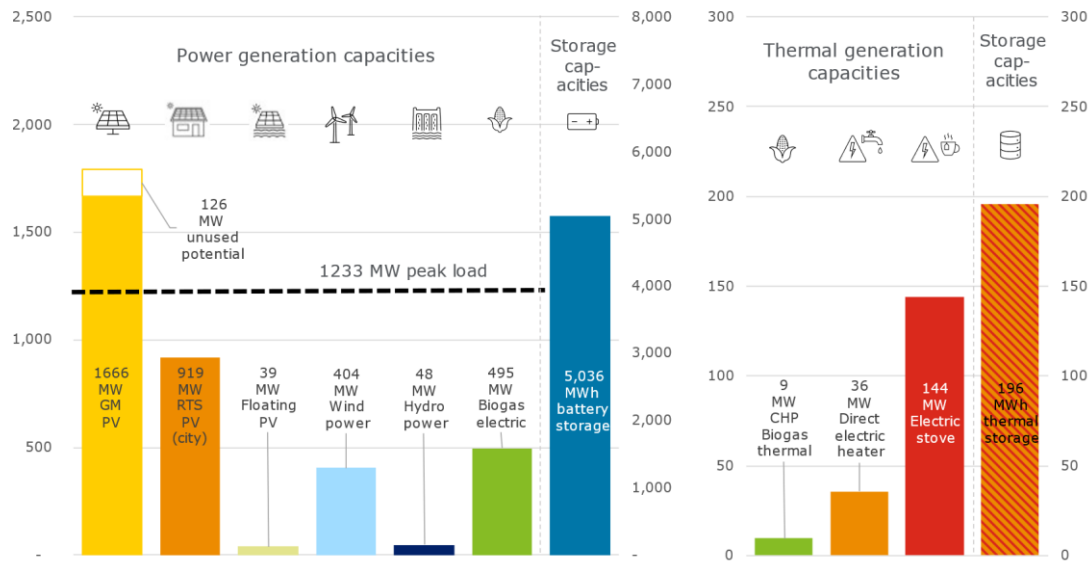 Power generation capacities
Storage
cap-
acities
2,500
2,000
1,500
1,000
500
-
8,000
7,000
6,000
5,000
4,000
3,000
2,000
1,000
-
126
MW
unused
potential
1233 MW peak load
1666
MW
GM
PV
919
MW
RTS
PV
(city)
39
MW
Floating
PV
404
MW
Wind
power
48
MW
Hydro
power
495
MW
Biogas
electric
5,036
MWh
battery
storage
Thermal generation
capacities
Storage
cap-
acities
300
250
200
150
100
50
0
300
250
200
150
100
50
0
9
MW
CHP
Biogas
thermal
36
MW
Direct
electric
heater
144
MW
Electric
stove
196
MWh
thermal
storage